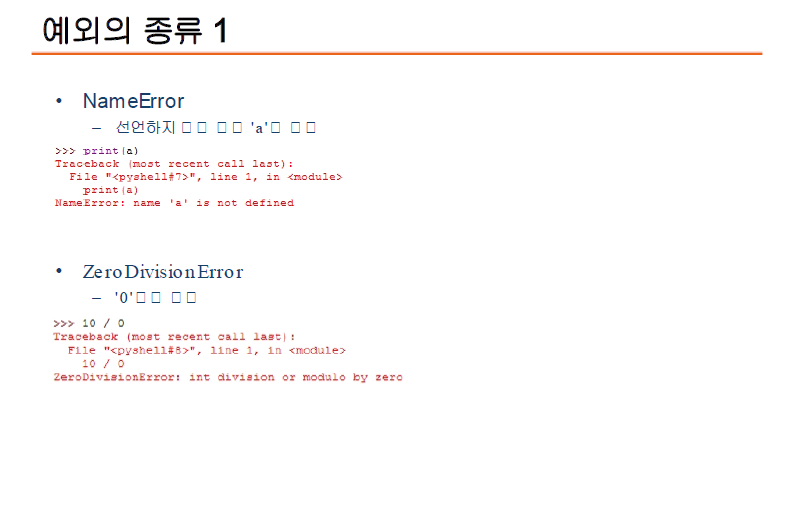 예외의 종류 1
• NameError
– 선언하지 'a'
>>> print(a)
Traceback (most recent call last):
File "<pyshell#7>", line 1, in <module>
print(a)
NameError: name 'a' is not defined
• ZeroDivisionError
– '0'
>>> 10 / 0
Traceback (most recent call last):
File "<pyshell#8>", line 1, in <module>
10 / 0
ZeroDivisionError: int division or modulo by zero